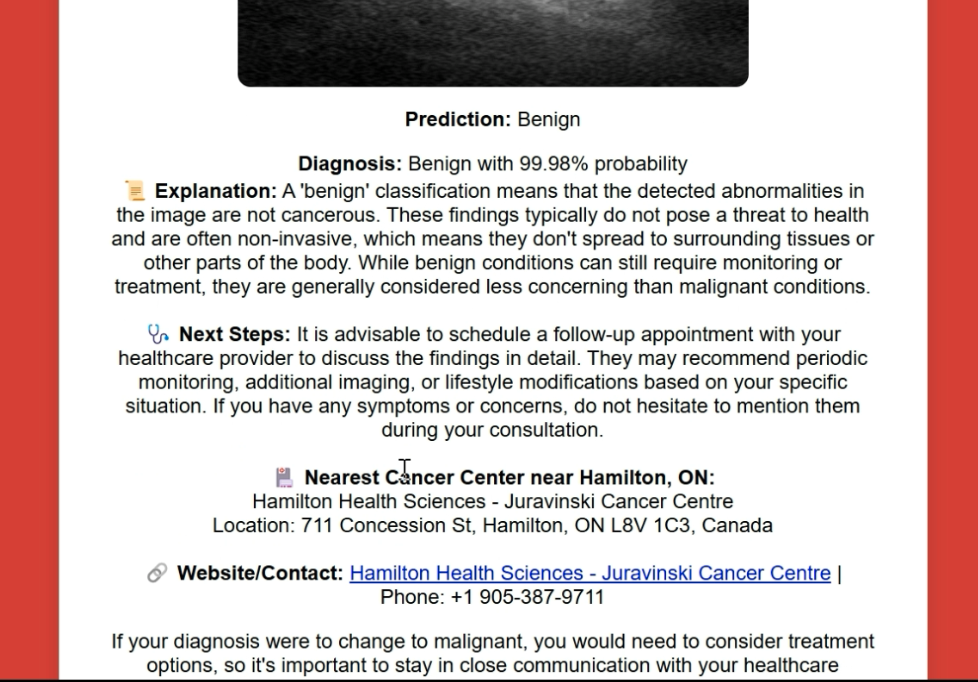 Prediction: Benign
Diagnosis: Benign with 99.98% probability
📜 Explanation: A 'benign' classification means that the detected abnormalities in
the image are not cancerous. These findings typically do not pose a threat to health
and are often non-invasive, which means they don't spread to surrounding tissues or
other parts of the body. While benign conditions can still require monitoring or
treatment, they are generally considered less concerning than malignant conditions.
🩺 Next Steps: It is advisable to schedule a follow-up appointment with your
healthcare provider to discuss the findings in detail. They may recommend periodic
monitoring, additional imaging, or lifestyle modifications based on your specific
situation. If you have any symptoms or concerns, do not hesitate to mention them
during your consultation.
🏥 Nearest Cancer Center near Hamilton, ON:
Hamilton Health Sciences - Juravinski Cancer Centre
Location: 711 Concession St, Hamilton, ON L8V 1C3, Canada
🔗 Website/Contact: Hamilton Health Sciences - Juravinski Cancer Centre |
Phone: +1 905-387-9711
If your diagnosis were to change to malignant, you would need to consider treatment
options, so it's important to stay in close communication with your healthcare